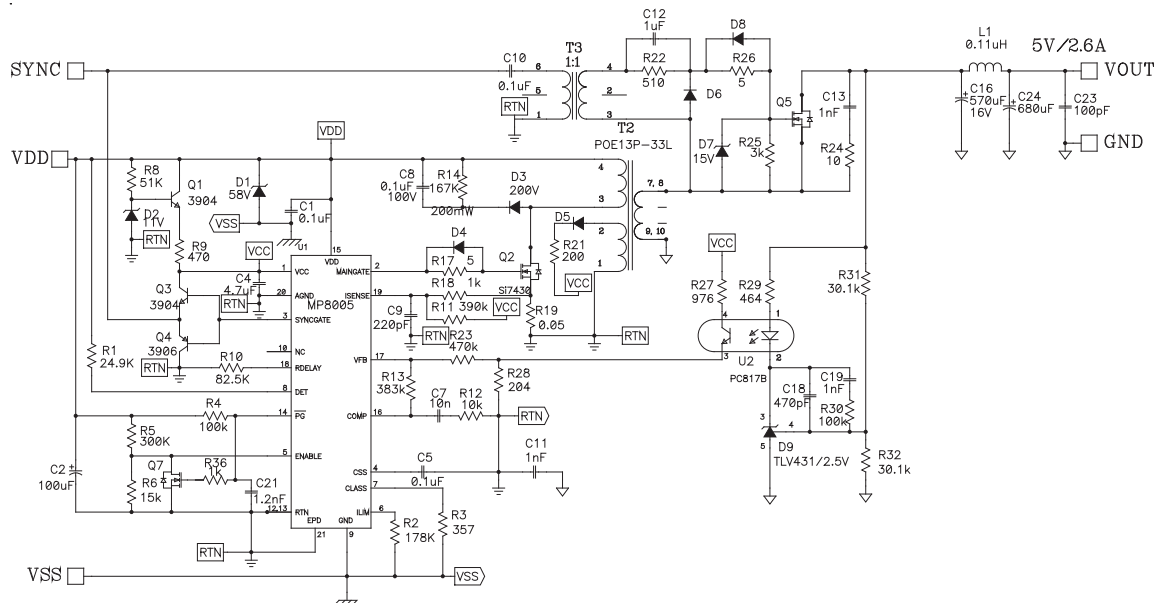 SYNC
C10
0.1uF
RTN
T3
1:1
6
5
1
4
2
3
C12
1uF
R22
510
D8
R26
5
D6
Q5
D7
15V
R25
3k
C13
1nF
R24
10
L1
0.11uH
5V/2.6A
VOUT
C16
570uF
16V
C24
680uF
C23
100pF
GND
VDD
VDD
R8
51K
Q1
3904
D2
11V
RTN
R9
470
D1
58V
VSS
C1
0.1uF
C8
0.1uF
100V
R14
167K
200mW
D3
200V
T2
POE13P-33L
4
3
2
1
7, 8
9, 10
D5
R21
200
VCC
VCC
C4
4.7uF
RTN
U1
MP8005
15
VDD
1
VCC
MAINGATE
2
20
AGND
ISENSE
19
3
SYNCGATE
10
NC
VFB
17
18
RDELAY
8
DET
14
PG
COMP
16
5
ENABLE
CSS
4
CLASS
7
12,13
RTN
ILIM
6
EPD
GND
21
9
D4
R17
5
1k
R18
R11
390k
VCC
Q2
SI7430
R19
0.05
RTN
C9
220pF
RTN
R23
470k
Q3
3904
Q4
3906
RTN
R1
24.9K
R10
82.5K
R13
383k
C7
10n
R12
10k
R28
204
RTN
VCC
R27
976
R29
464
4
1
3
2
U2
PC817B
R31
30.1k
C18
470pF
C19
1nF
R30
100k
3
4
5
D9
TLV431/2.5V
R32
30.1k
R4
100k
R5
300K
Q7
R6
15k
R36
1k
C21
1.2nF
C2
100uF
C5
0.1uF
C11
1nF
R2
178K
R3
357
RTN
VSS
VSS